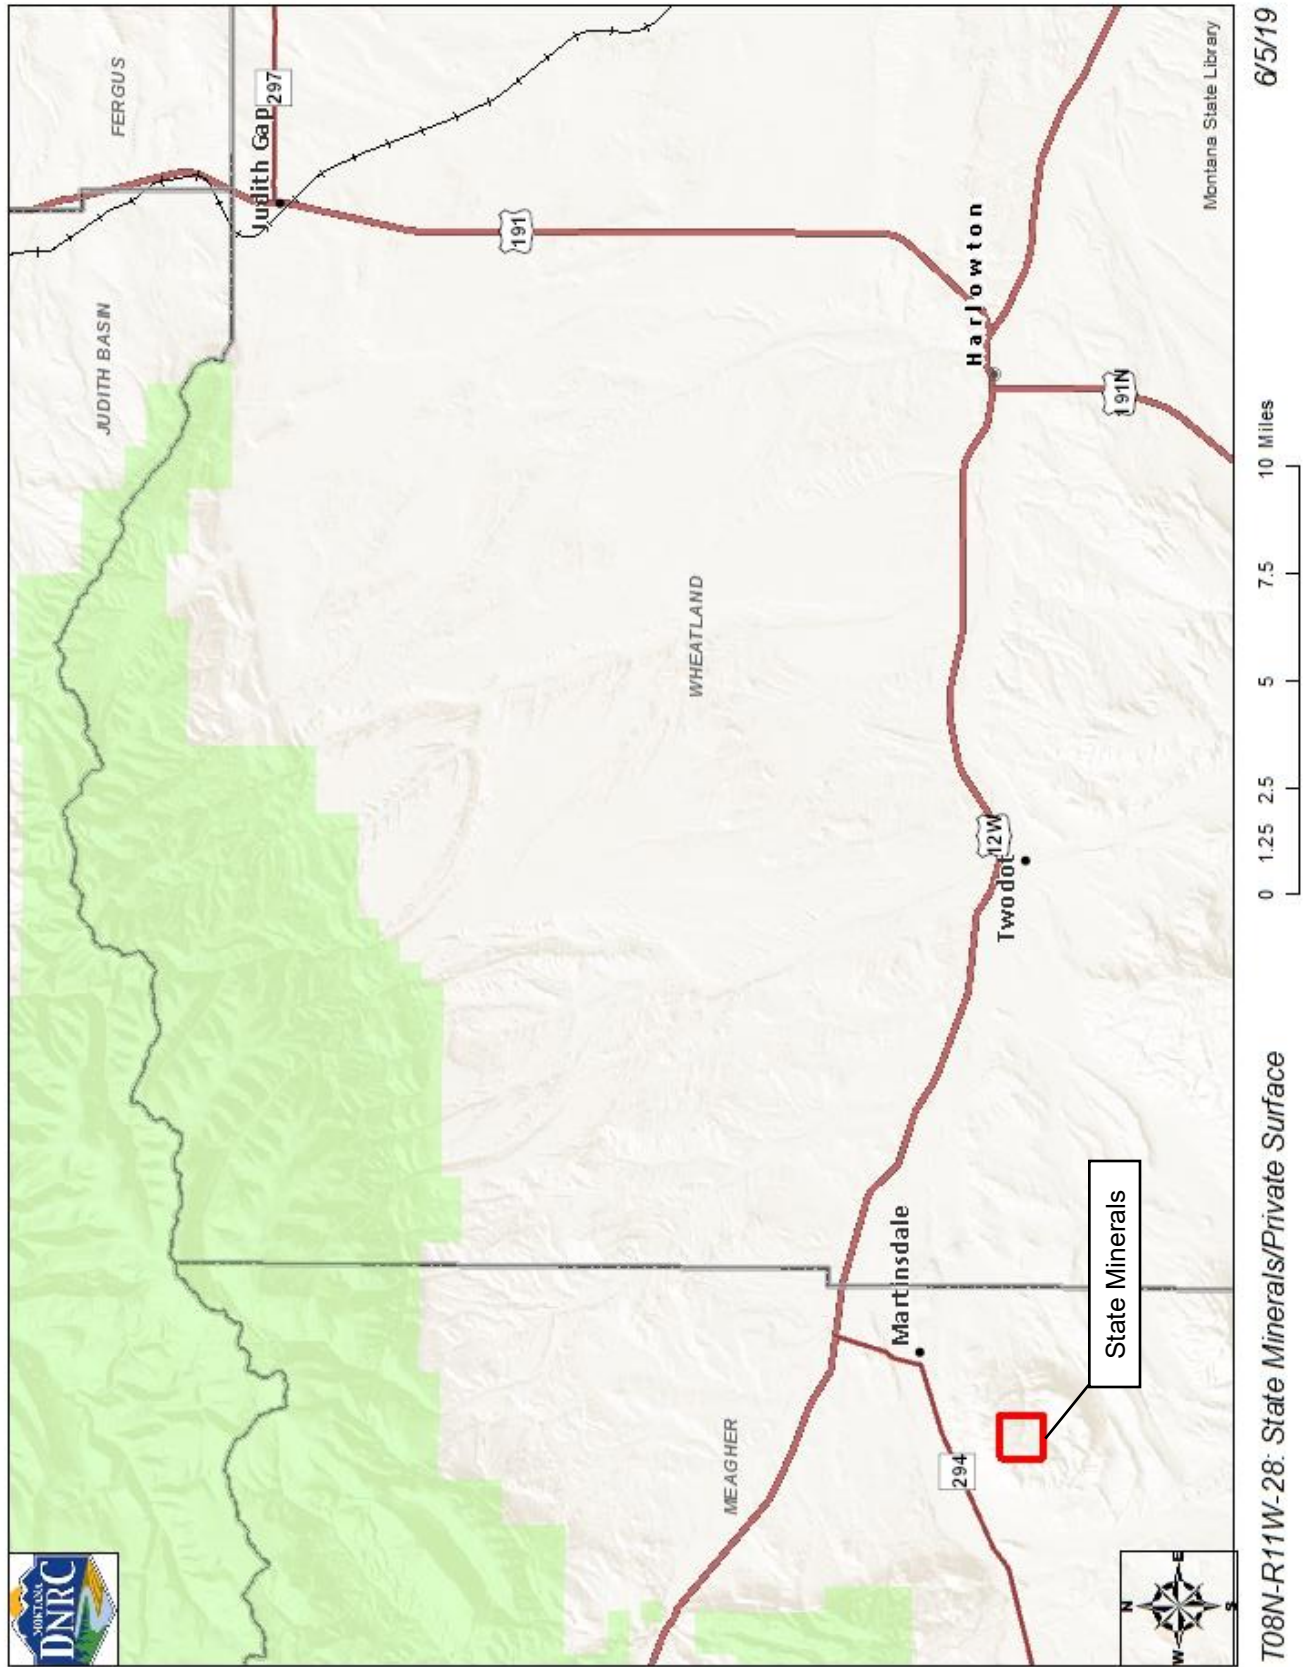 MONTANA
DNRC
FERGUS
JUDITH BASIN
297
Judith Gap
191
WHEATLAND
Harlowton
191N
12W
Twodot
MEAGHER
Martinsdale
294
State Minerals
N
W
E
S
Montana State Library
T08N-R11W-28: State Minerals/Private Surface
0 1.25 2.5 5 7.5 10 Miles
6/5/19